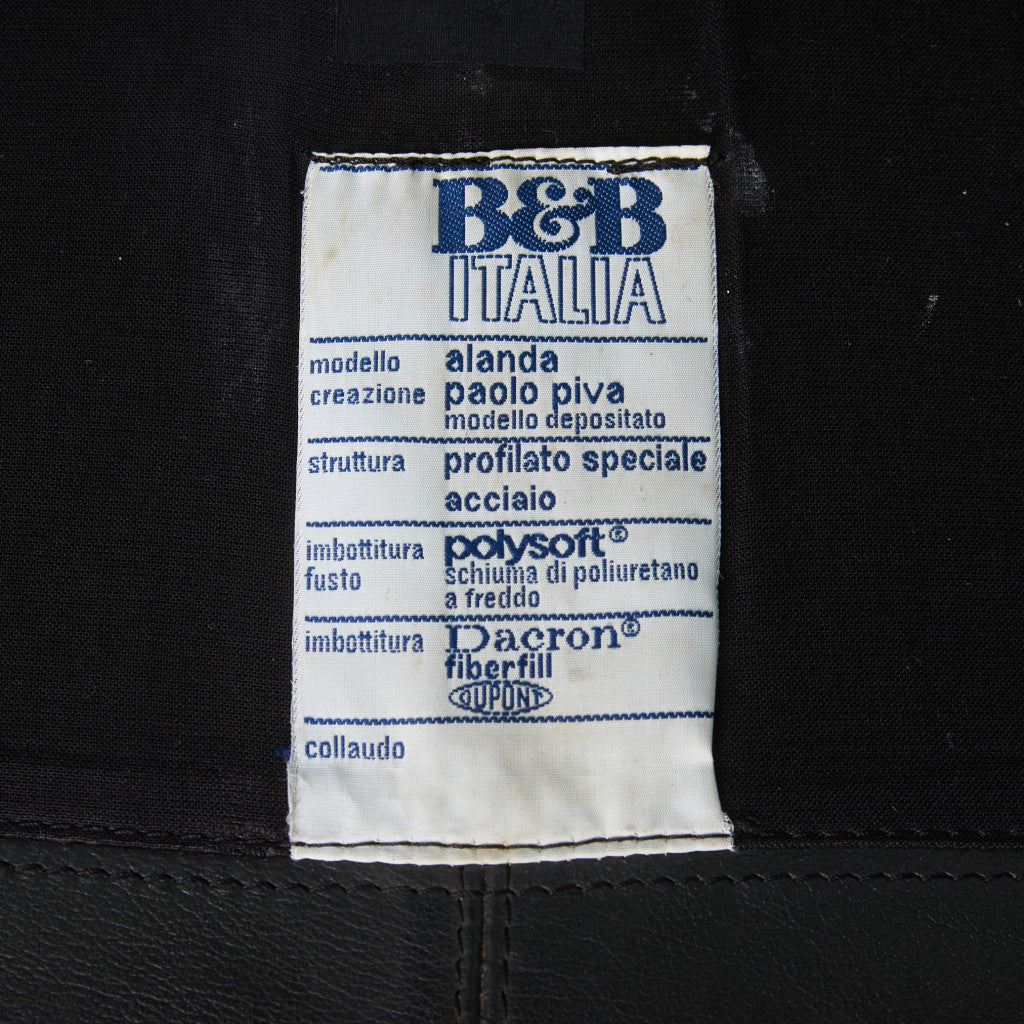 B&B
ITALIA
modello alanda
creazione paolo piva
modello depositato
struttura profilato speciale
acciaio
imbottitura polysoft®
fusto schiuma di poliuretano
a freddo
imbottitura Dacron®
fiberfill
DUPONT
collaudo